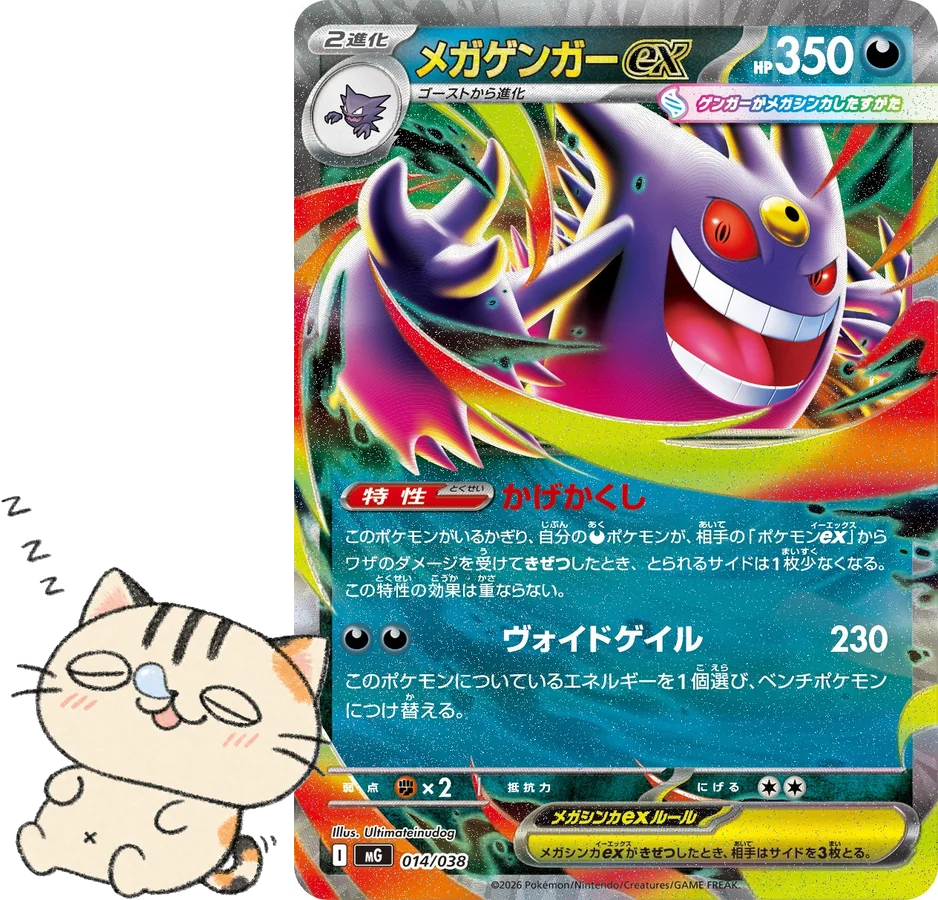 2進化
メガゲンガーex
HP350
ゴーストから進化
ゲンガーがメガシンカしたすがた
特性 とくせい かげかくし
このポケモンがいるかぎり、自分のポケモンが、相手の「ポケモンex」から
ワザのダメージを受けてきぜつしたとき、とられるサイドは1枚少なくなる。
この特性の効果は重ならない。
ヴォイドゲイル 230
このポケモンについているエネルギーを1個選び、ベンチポケモン
につけ替える。
弱点 ×2 抵抗力 にげる
メガシンカexルール
メガシンカexがきぜつしたとき、相手はサイドを3枚とる。
Illus. Ultimateinudog
I MG 014/038
©2026 Pokémon/Nintendo/Creatures/GAME FREAK.
Z
Z
Z